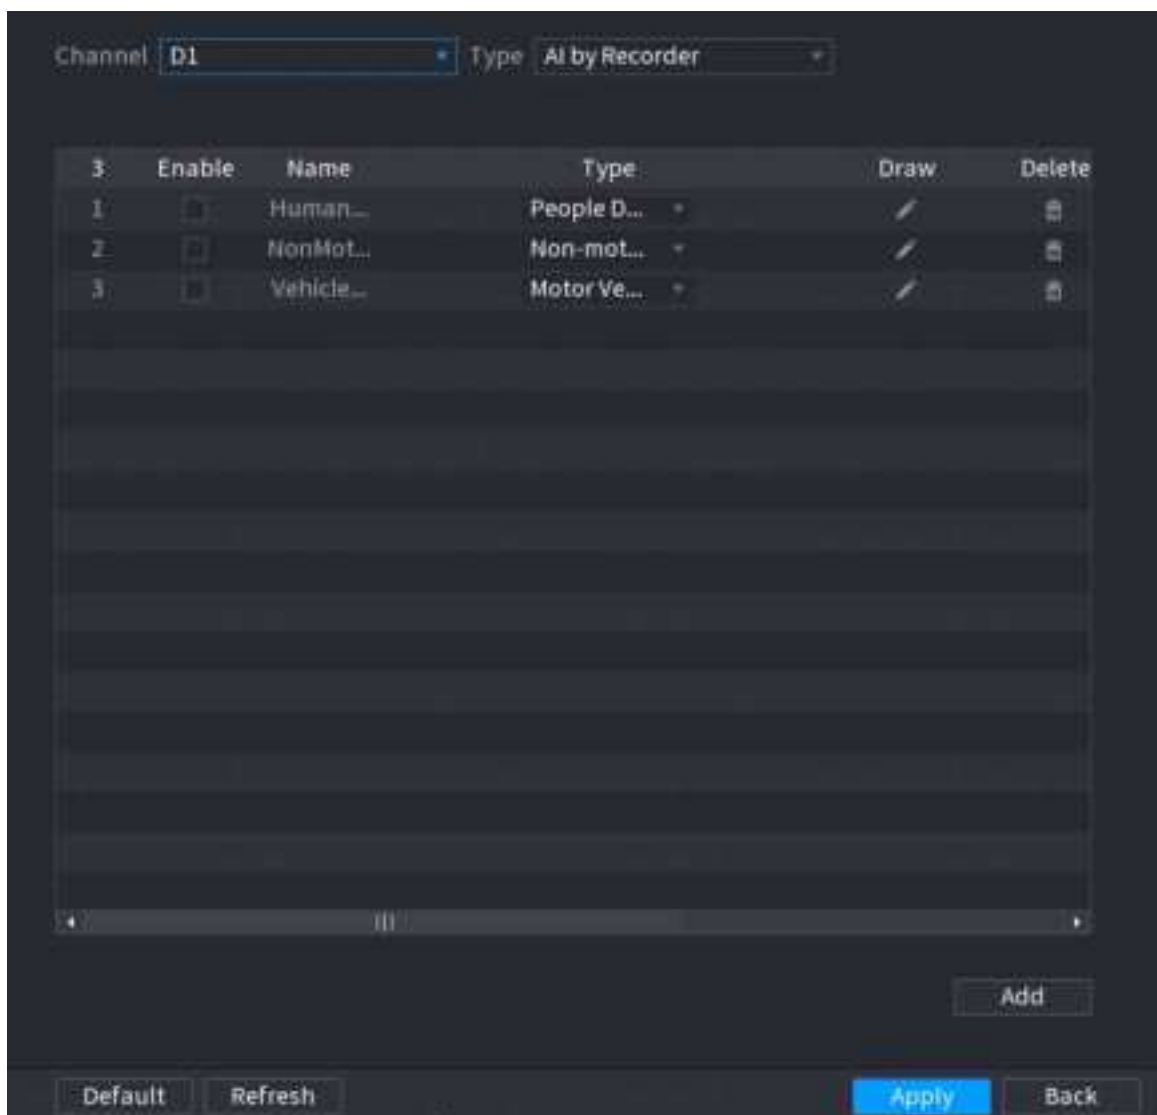 Channel D1 Type AI by Recorder
3 Enable Name Type Draw Delete
1 Human... People D...
2 NonMot... Non-mot...
3 Vehicle... Motor Ve...
Add
Default Refresh Apply Back